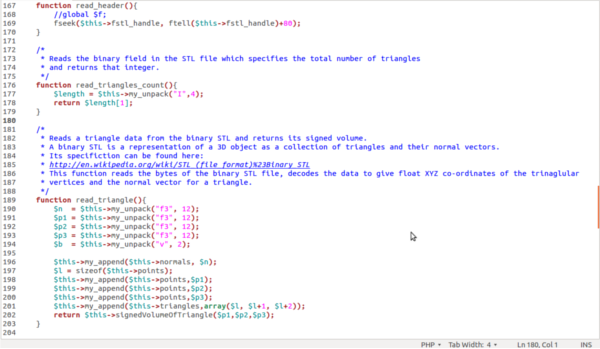 167 function read_header(){
168 //global $f;
169 fseek($this->fstl_handle, ftell($this->fstl_handle)+80);
170 }
171
172 /*
173 * Reads the binary field in the STL file which specifies the total number of triangles
174 * and returns that integer.
175 */
176 function read_triangles_count(){
177 $length = $this->my_unpack("I",4);
178 return $length[1];
179 }
180
181 /*
182 * Reads a triangle data from the binary STL and returns its signed volume.
183 * A binary STL is a representation of a 3D object as a collection of triangles and their normal vectors.
184 * Its specifiction can be found here:
185 * http://en.wikipedia.org/wiki/STL_(file_format)%23Binary_STL
186 * This function reads the bytes of the binary STL file, decodes the data to give float XYZ co-ordinates of the trinaglular
187 vertices and the normal vector for a triangle.
188 */
189 function read_triangle(){
190 $n = $this->my_unpack("f3", 12);
191 $p1 = $this->my_unpack("f3", 12);
192 $p2 = $this->my_unpack("f3", 12);
193 $p3 = $this->my_unpack("f3", 12);
194 $b = $this->my_unpack("v", 2);
195
196 $this->my_append($this->normals, $n);
197 $l = sizeof($this->points);
198 $this->my_append($this->points,$p1);
199 $this->my_append($this->points,$p2);
200 $this->my_append($this->points,$p3);
201 $this->my_append($this->triangles,array($l, $l+1, $l+2));
202 return $this->signedVolumeOfTriangle($p1,$p2,$p3);
203 }
204
PHP Tab Width: 4 Ln 180, Col 1 INS